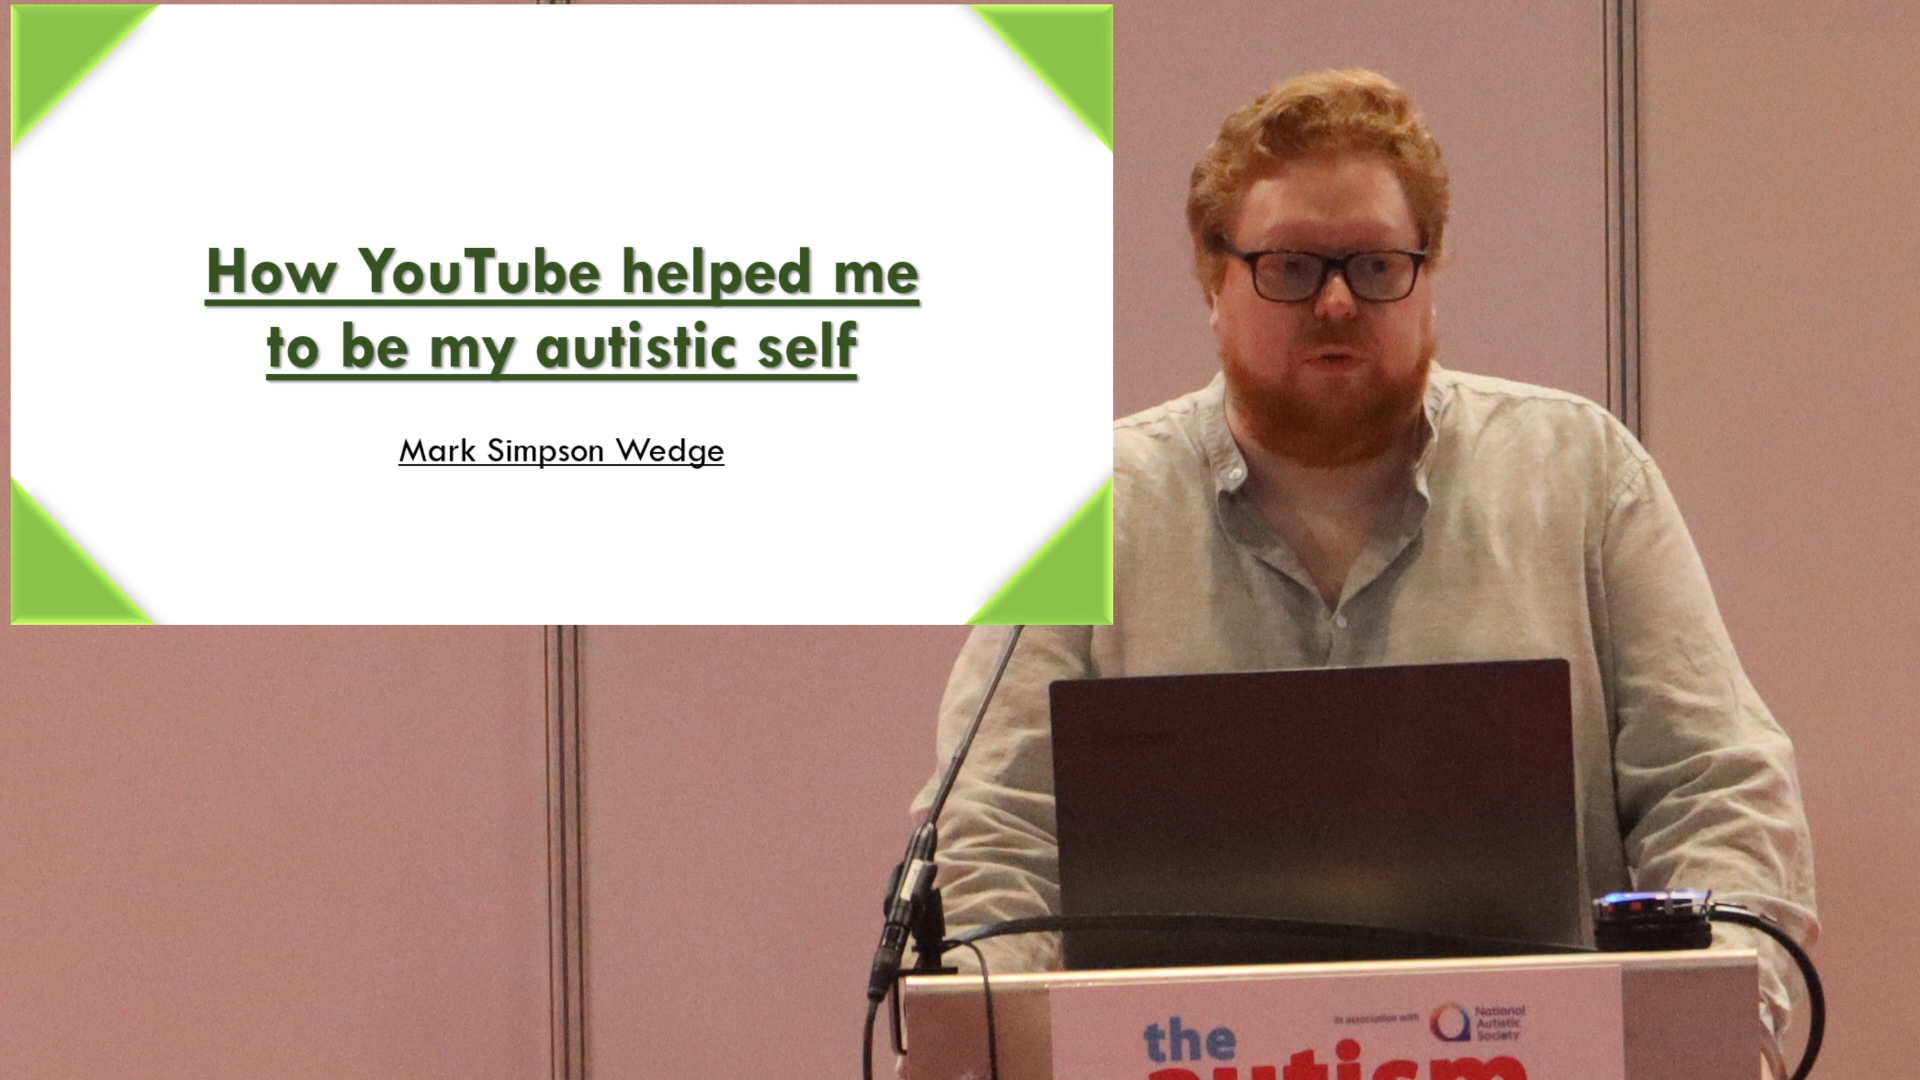 How YouTube helped me
to be my autistic self
Mark Simpson Wedge
in association with
National
Autistic
Society
the
autism